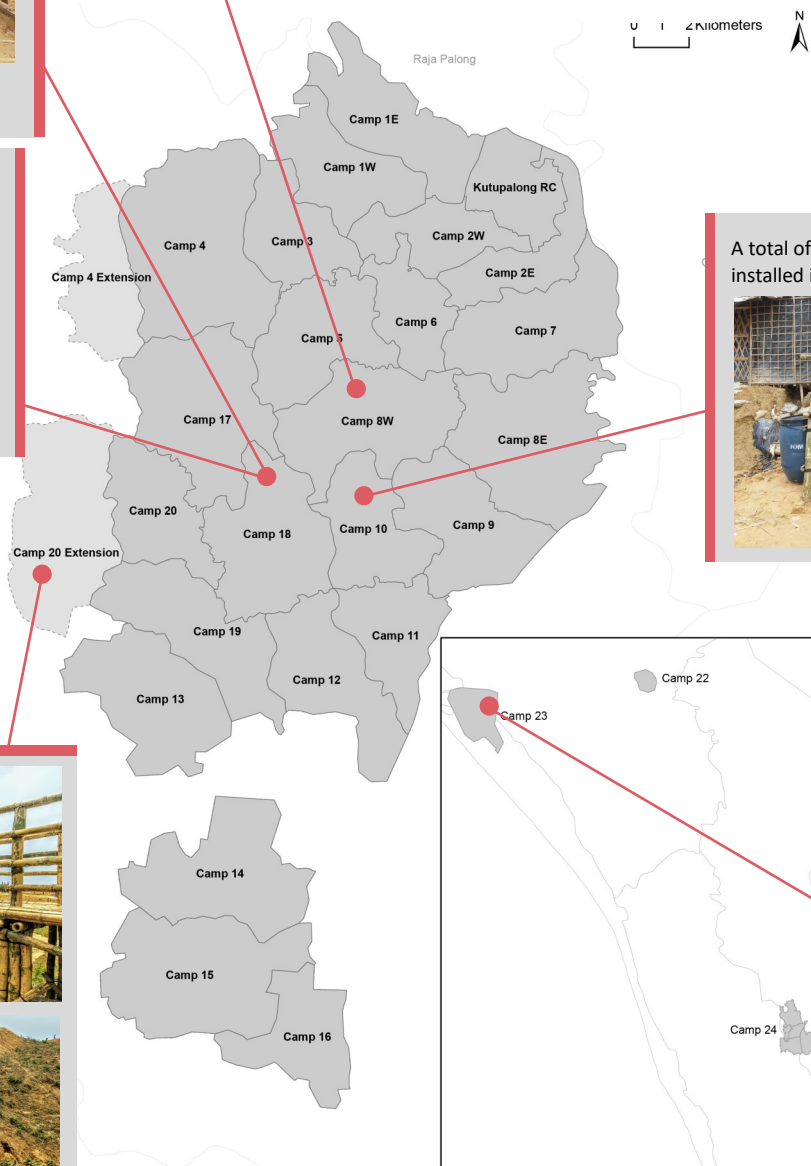 Kilometers
N
Raja Palong
Camp 1E
Camp 1W
Kutupalong RC
Camp 4
Camp 3
Camp 2W
Camp 2E
Camp 4 Extension
Camp 6
Camp 5
Camp 7
Camp 17
Camp 8W
Camp 8E
Camp 20
Camp 18
Camp 10
Camp 9
Camp 20 Extension
Camp 19
Camp 11
Camp 12
Camp 13
A total of
installed
IOM
Camp 22
Camp 23
Camp 14
Camp 15
Camp 16
Camp 24